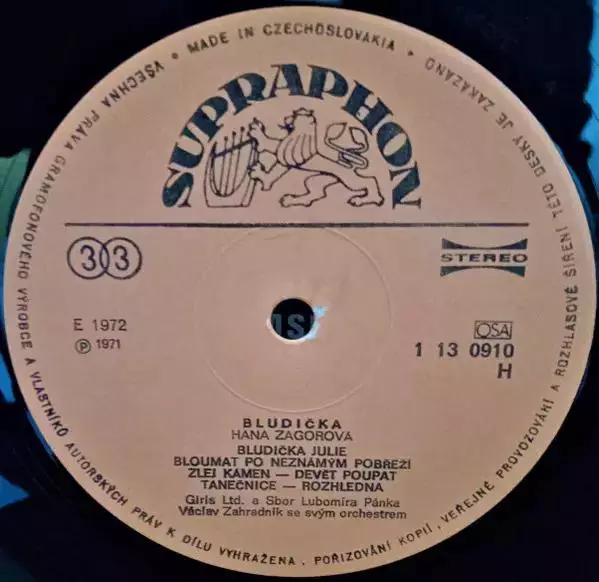 VŠECHNA PRÁVA GRAMOFONOVÉHO VÝROBCE A VLASTNÍKŮ AUTORSKÝCH PRÁV K DÍLU VYHRAŽENA. POŘIZOVÁNÍ KOPIÍ, VEŘEJNÉ PROVOZOVÁNÍ A ROZHLASOVÉ ŠÍŘENÍ TÉTO DESKY JE ZAKÁZÁNO • MADE IN CZECHOSLOVAKIA •
SUPRAPHON
33
STEREO
E 1972
℗ 1971
OSA
1 13 0910
H
BLUDIČKA
HANA ZAGOROVÁ
BLUDIČKA JULIE
BLOUMAT PO NEZNÁMÝM POBŘEŽÍ
ZLEJ KAMEN — DEVĚT POUPAT
TANEČNICE — ROZHLEDNA
Girls Ltd. a Sbor Lubomíra Pánka
Václav Zahradník se svým orchestrem